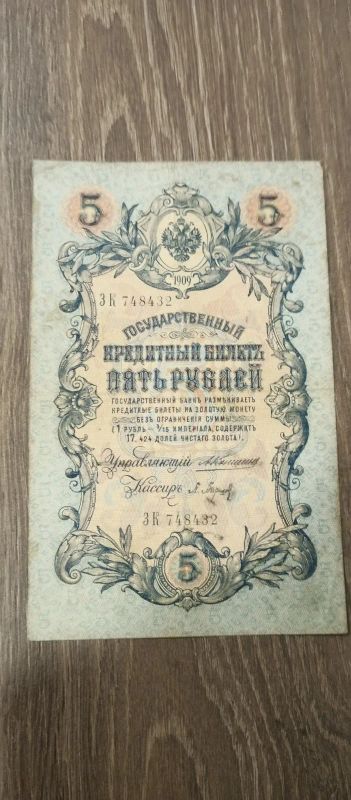 5 5
1909
ЗК 748432
ГОСУДАРСТВЕННЫЙ
КРЕДИТНЫЙ БИЛЕТЪ
ПЯТЬ РУБЛЕЙ
ГОСУДАРСТВЕННЫЙ БАНКЪ РАЗМѢНИВАЕТЪ
КРЕДИТНЫЕ БИЛЕТЫ НА ЗОЛОТУЮ МОНЕТУ
БЕЗЪ ОГРАНИЧЕНІЯ СУММЫ
(1 РУБЛЬ = 1/15 ИМПЕРІАЛА, СОДЕРЖИТЪ
17,424 ДОЛЕЙ ЧИСТАГО ЗОЛОТА).
Управляющій
Кассиръ
ЗК 748432
5